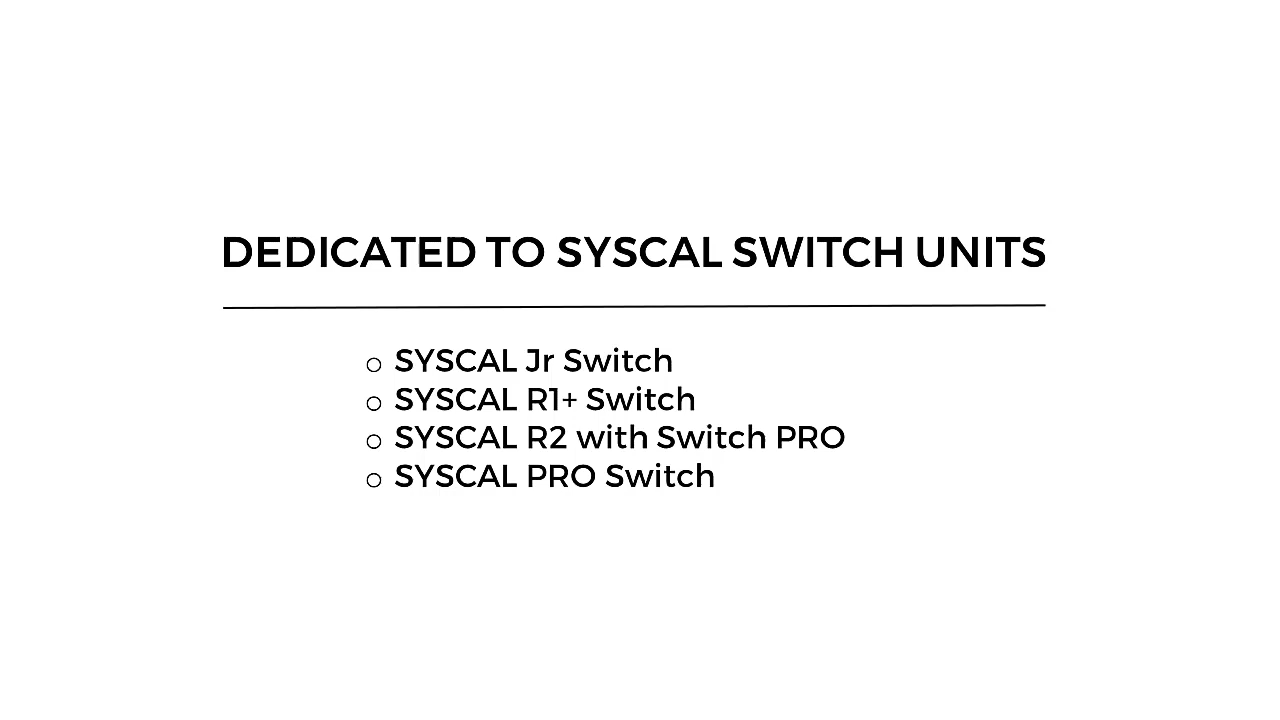 DEDICATED TO SYSCAL SWITCH UNITS
○ SYSCAL Jr Switch
○ SYSCAL R1+ Switch
○ SYSCAL R2 with Switch PRO
○ SYSCAL PRO Switch